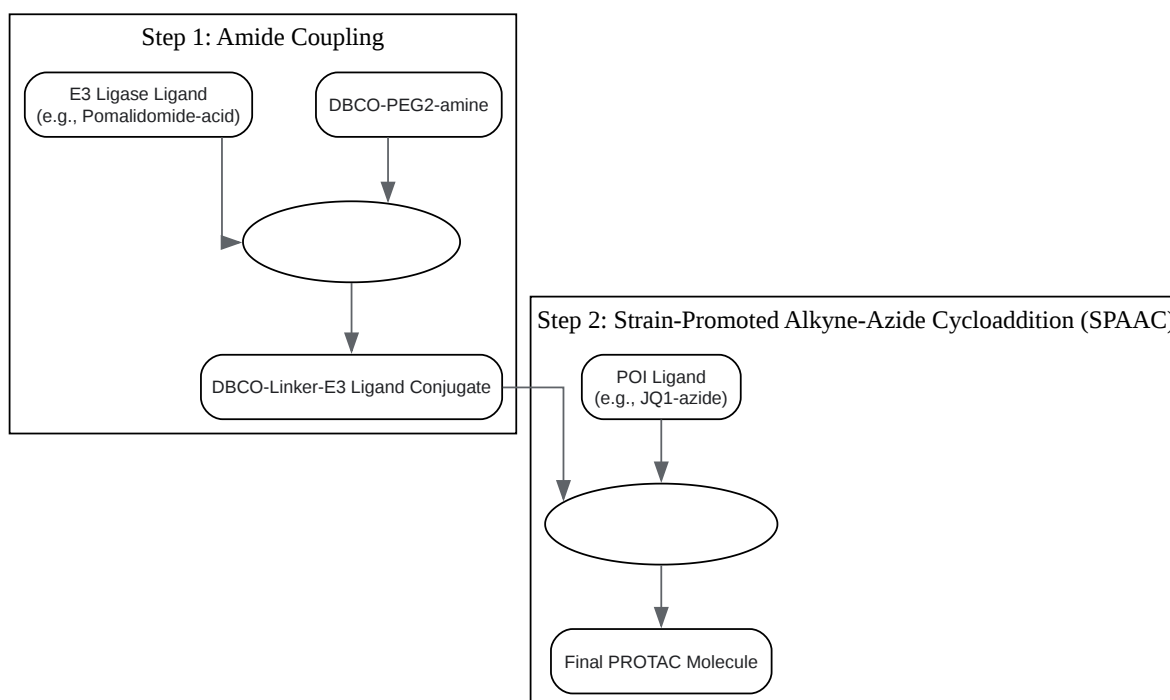 Step 1: Amide Coupling
E3 Ligase Ligand
(e.g., Pomalidomide-acid)
DBCO-PEG2-amine
DBCO-Linker-E3 Ligand Conjugate
Step 2: Strain-Promoted Alkyne-Azide Cycloaddition (SPAAC)
POI Ligand
(e.g., JQ1-azide)
Final PROTAC Molecule